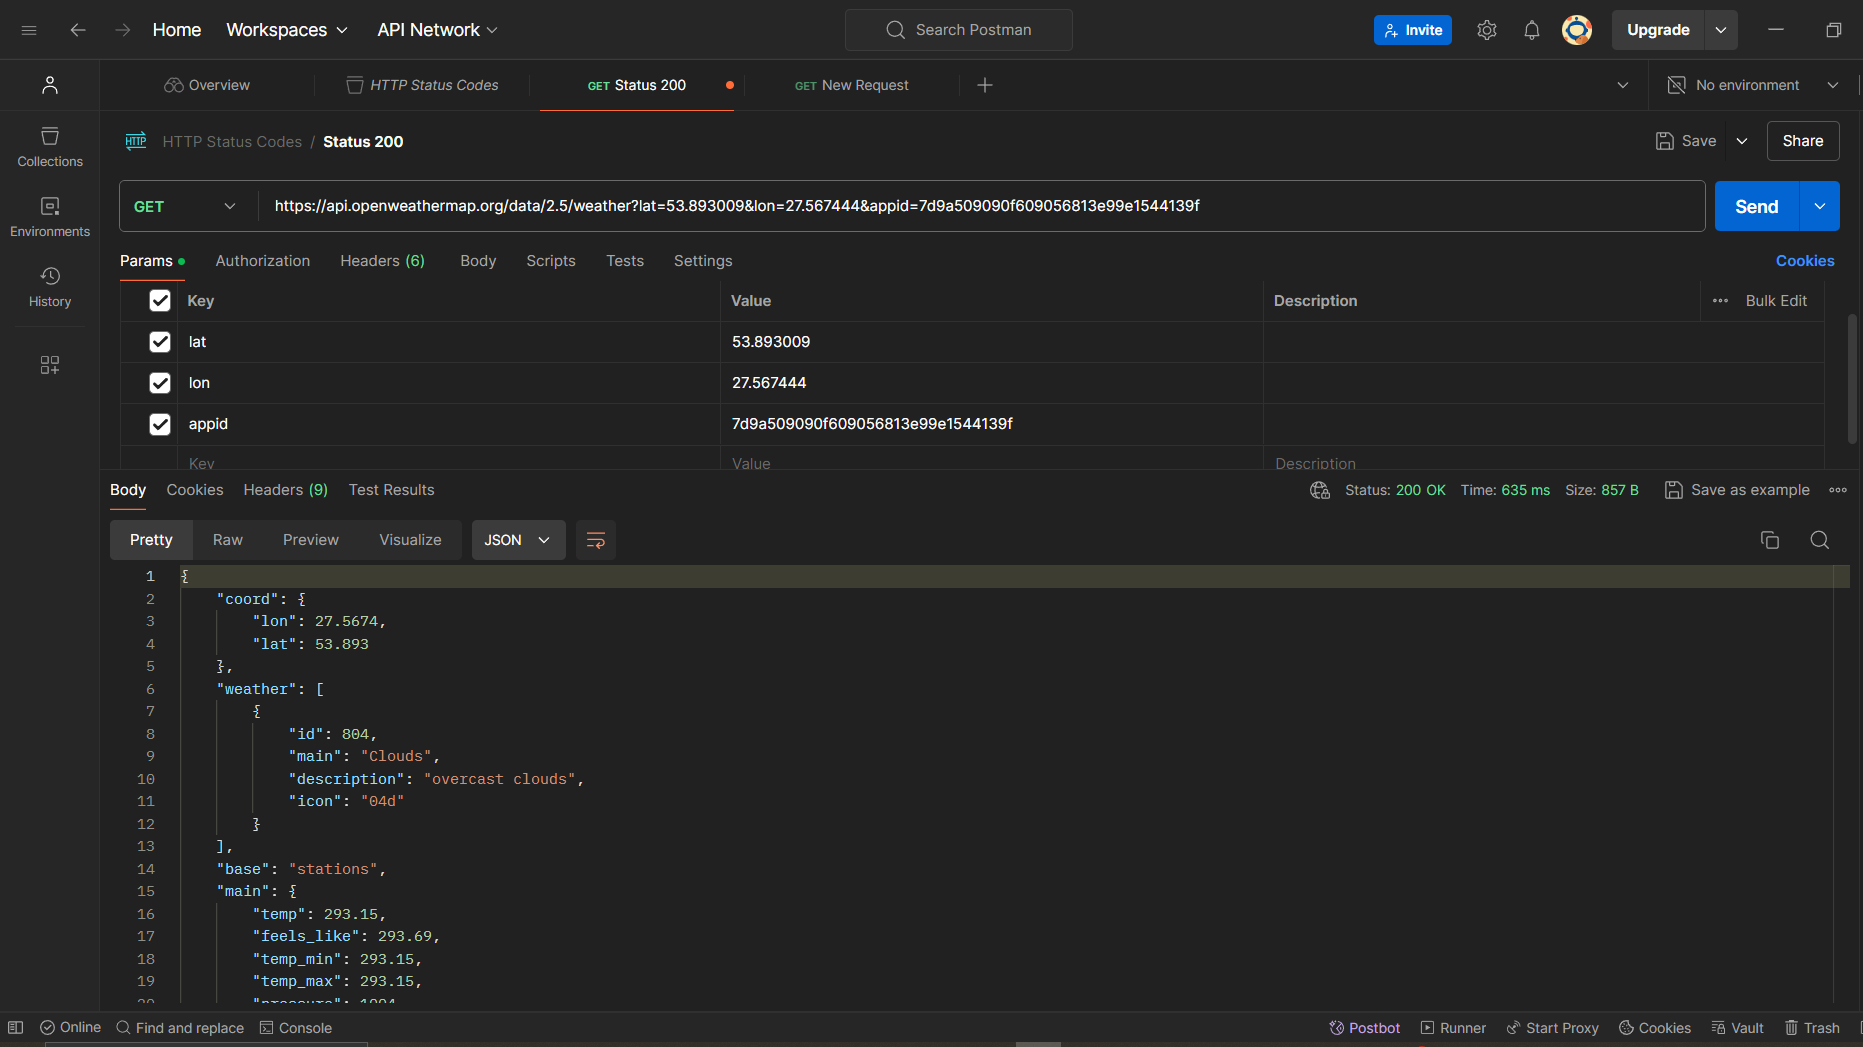 Home Workspaces API Network Search Postman Invite Upgrade
Overview HTTP Status Codes GET Status 200 GET New Request No environment
Collections
Environments
History
HTTP HTTP Status Codes / Status 200 Save Share
GET https://api.openweathermap.org/data/2.5/weather?lat=53.893009&lon=27.567444&appid=7d9a509090f609056813e99e1544139f Send
Params Authorization Headers (6) Body Scripts Tests Settings Cookies
Key Value Description Bulk Edit
lat 53.893009
lon 27.567444
appid 7d9a509090f609056813e99e1544139f
Key Value Description
Body Cookies Headers (9) Test Results Status: 200 OK Time: 635 ms Size: 857 B Save as example
Pretty Raw Preview Visualize JSON
1 {
2 "coord": {
3 "lon": 27.5674,
4 "lat": 53.893
5 },
6 "weather": [
7 {
8 "id": 804,
9 "main": "Clouds",
10 "description": "overcast clouds",
11 "icon": "04d"
12 }
13 ],
14 "base": "stations",
15 "main": {
16 "temp": 293.15,
17 "feels_like": 293.69,
18 "temp_min": 293.15,
19 "temp_max": 293.15,
20 "pressure": 1004
Online Find and replace Console Postbot Runner Start Proxy Cookies Vault Trash